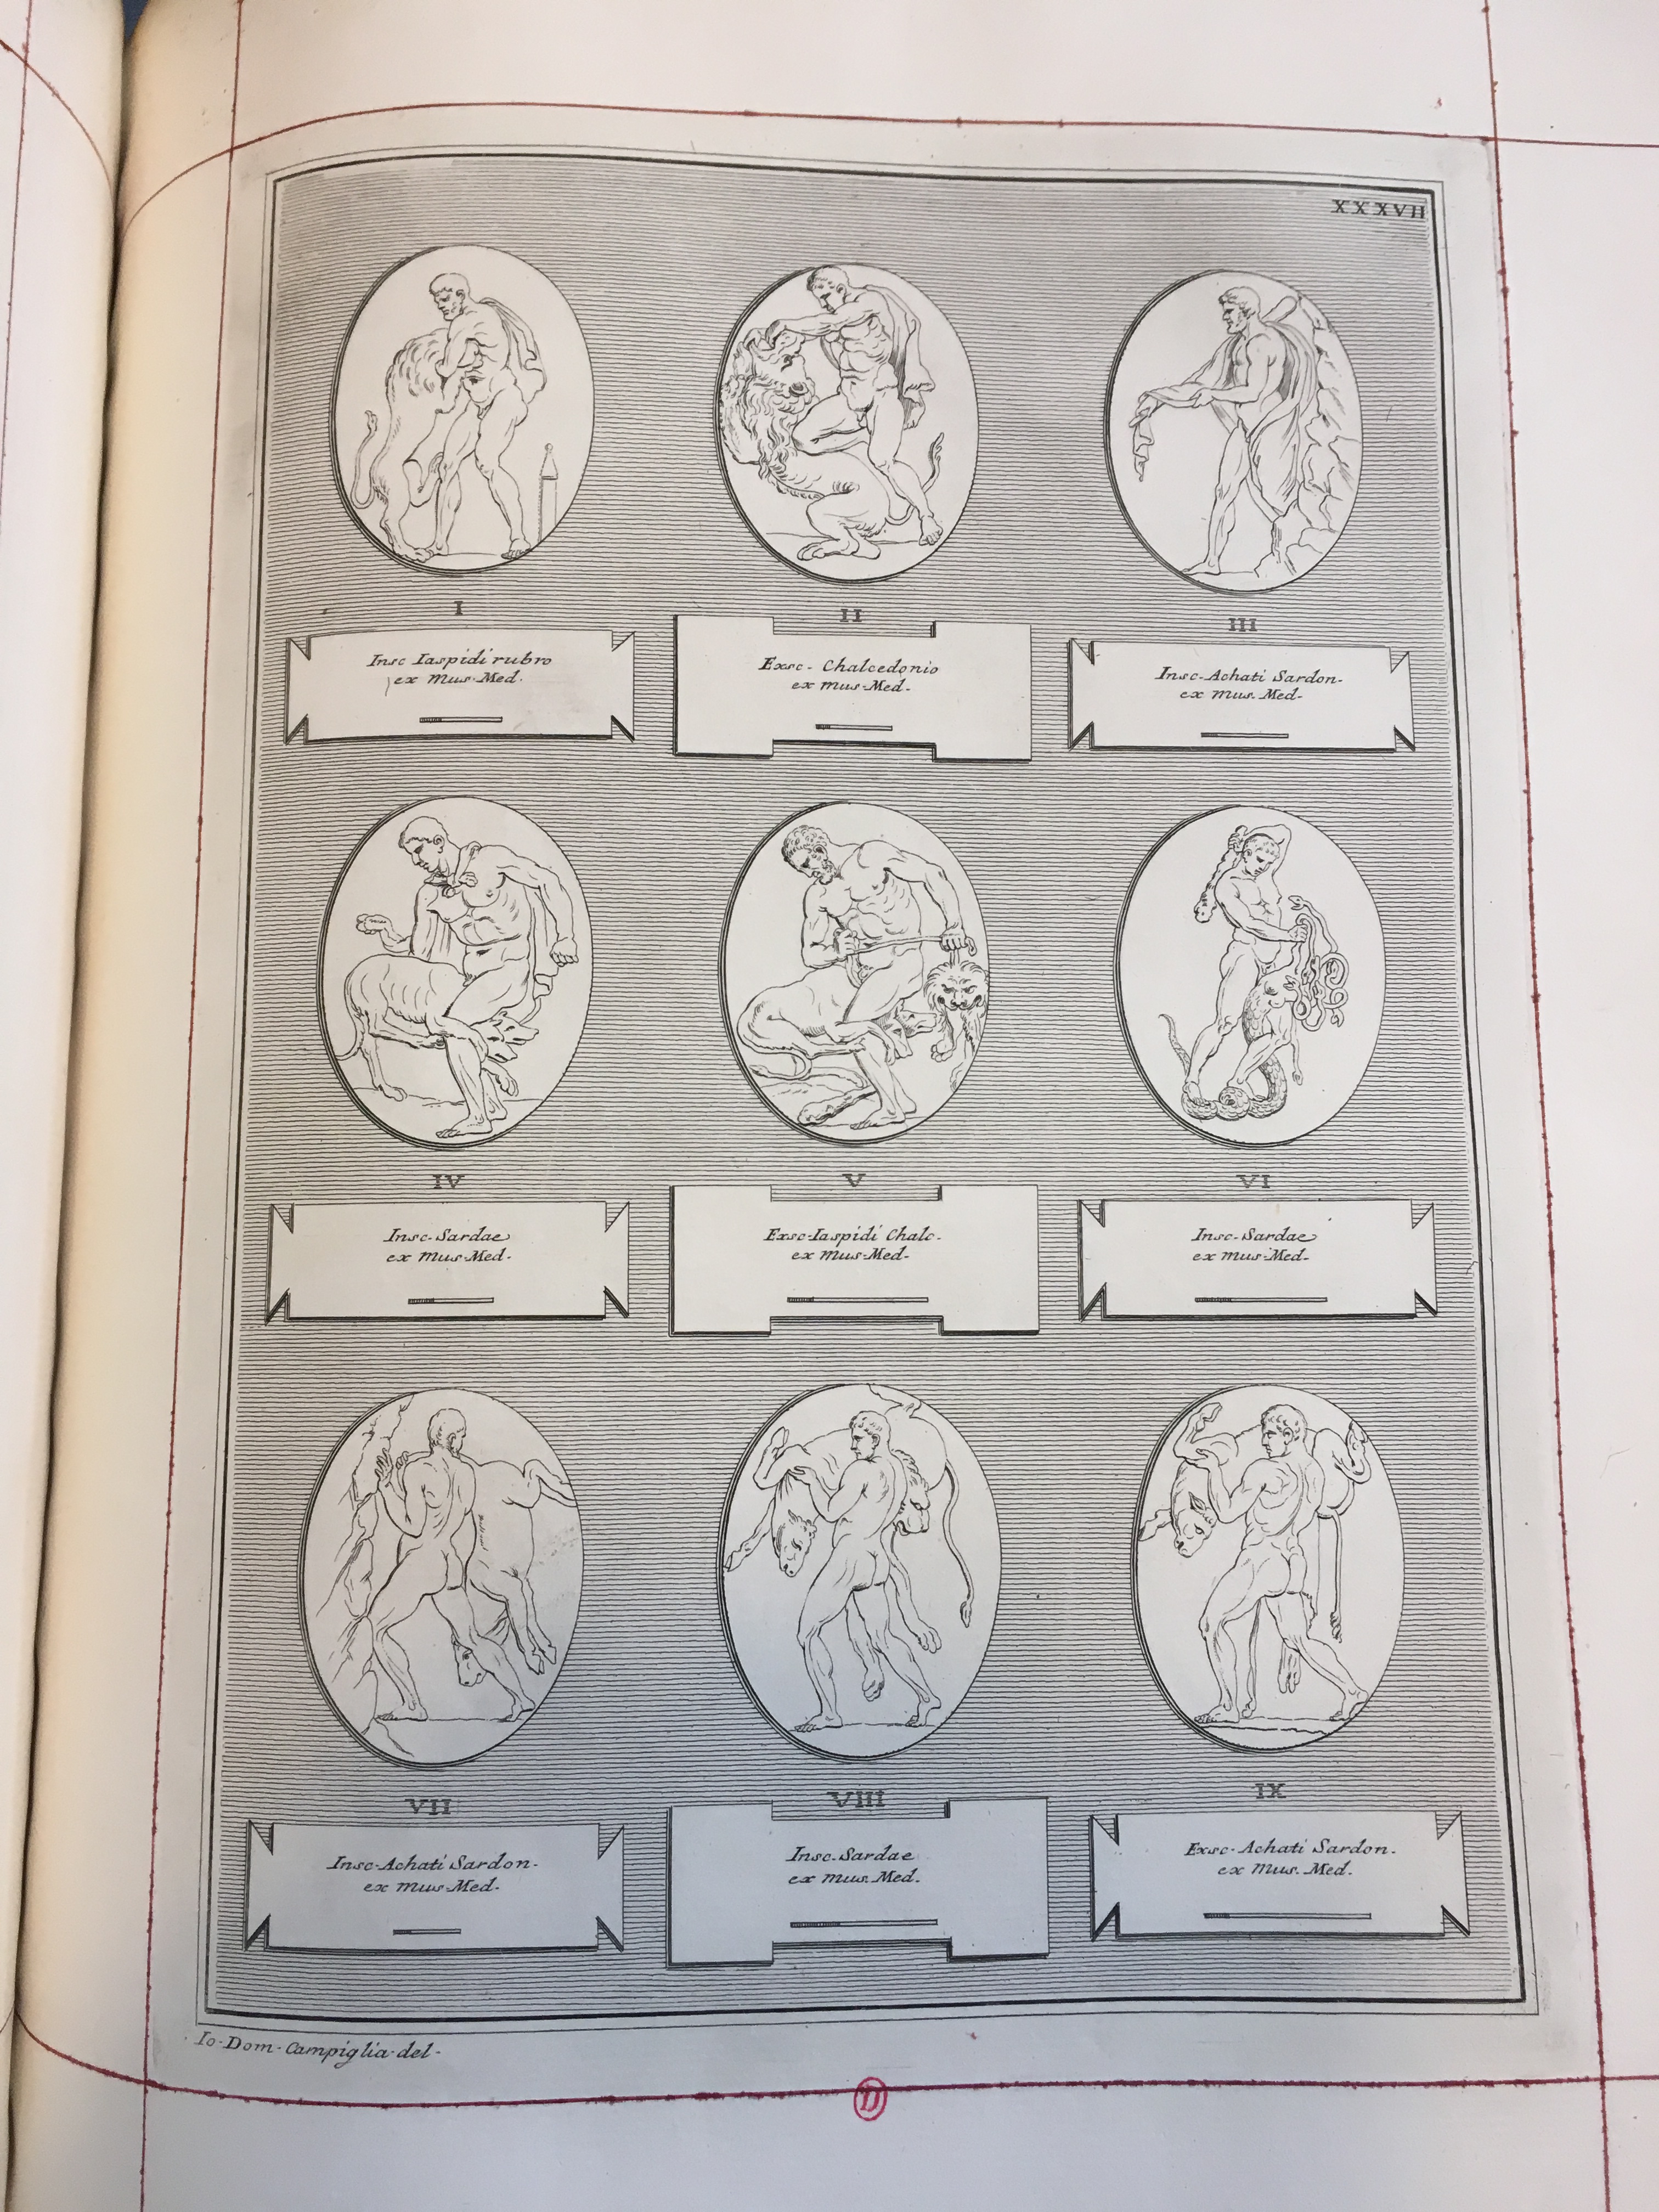 XXXVII
I
Insc. Iaspidi rubro
ex Mus. Med.
II
Exsc. Chalcedonio
ex Mus. Med.
III
Insc. Achati Sardon.
ex Mus. Med.
IV
Insc. Sardae
ex Mus. Med.
V
Exsc. Iaspidi Chalc.
ex Mus. Med.
VI
Insc. Sardae
ex Mus. Med.
VII
Insc. Achati Sardon.
ex Mus. Med.
VIII
Insc. Sardae
ex Mus. Med.
IX
Exsc. Achati Sardon.
ex Mus. Med.
Io. Dom. Campiglia del.